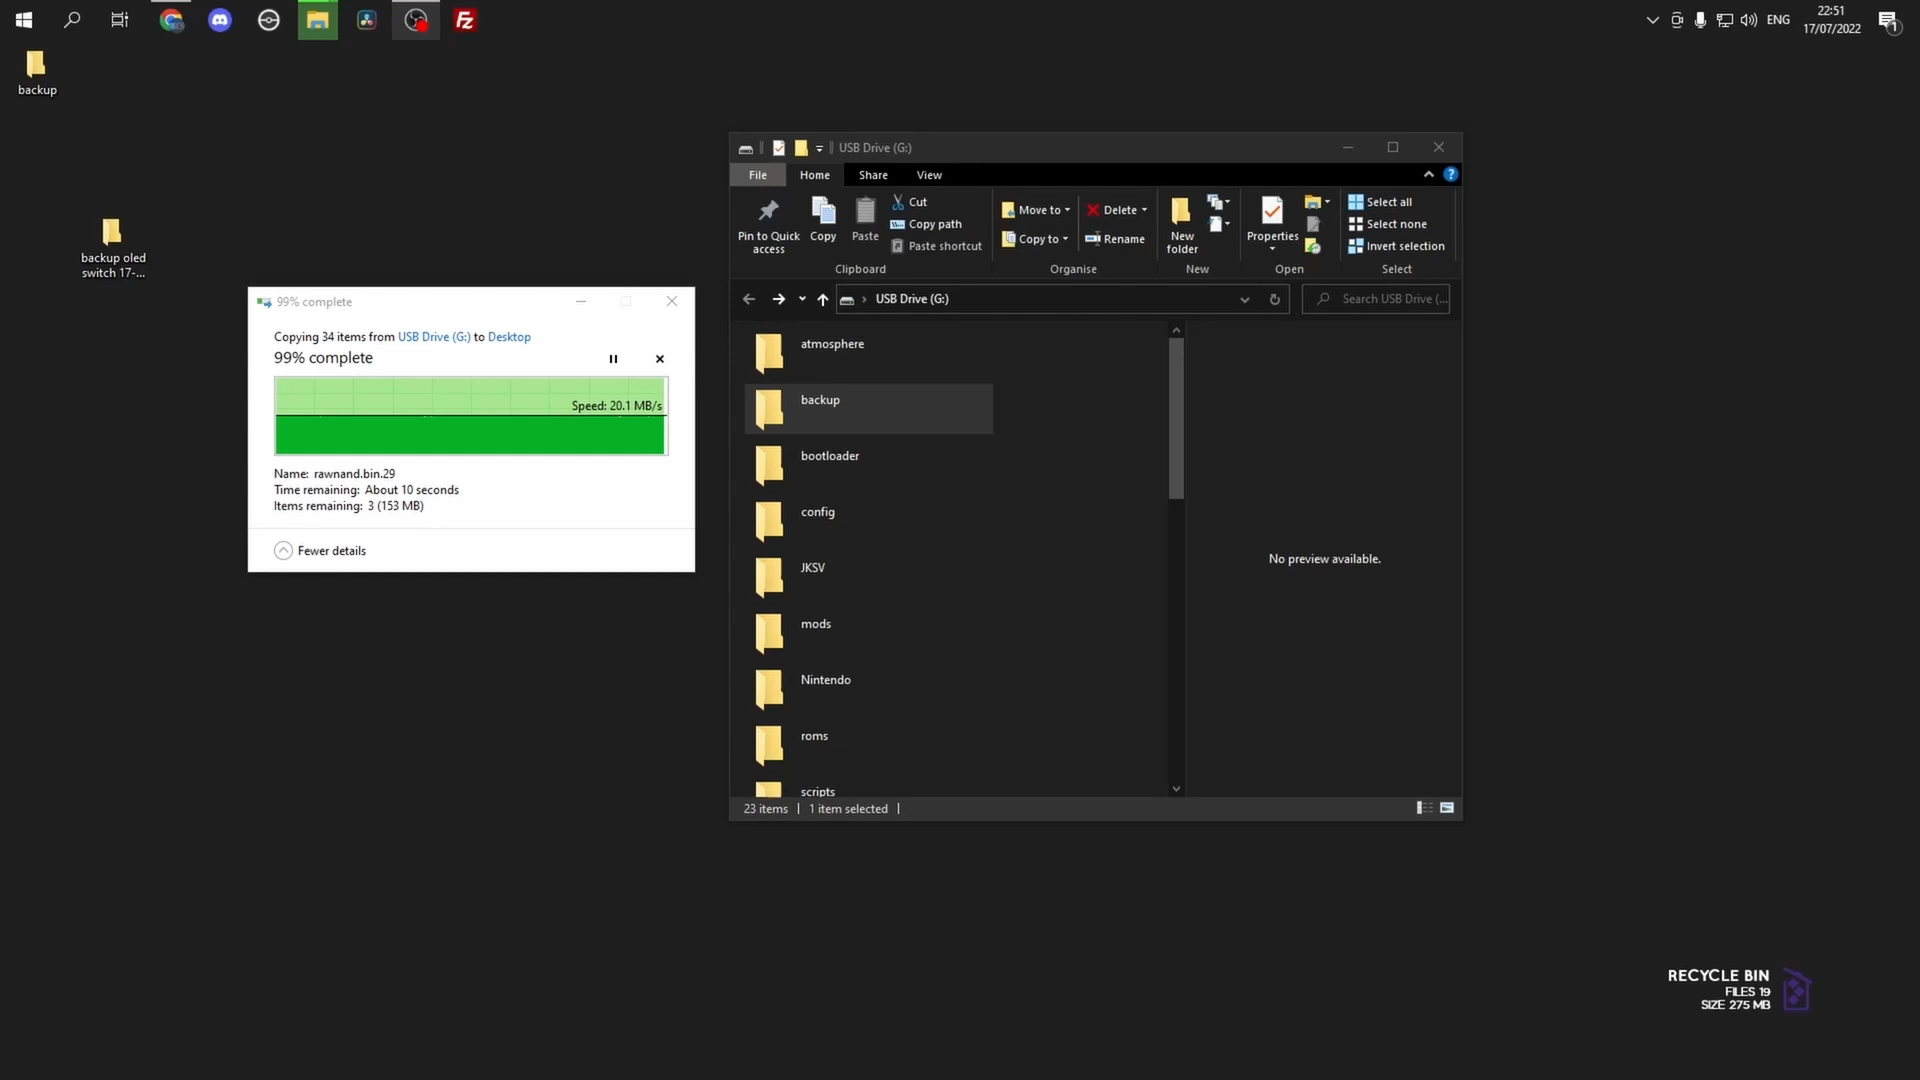 ENG
22:51
17/07/2022
1
backup
backup oled
switch 17-...
99% complete
Copying 34 items from USB Drive (G:) to Desktop
99% complete
Speed: 20.1 MB/s
Name: rawnand.bin.29
Time remaining: About 10 seconds
Items remaining: 3 (153 MB)
Fewer details
USB Drive (G:)
File
Home
Share
View
Pin to Quick
access
Copy
Paste
Cut
Copy path
Paste shortcut
Clipboard
Move to
Copy to
Delete
Rename
Organise
New
folder
New
Properties
Open
Select all
Select none
Invert selection
Select
USB Drive (G:)
Search USB Drive (...
atmosphere
backup
bootloader
config
JKSV
mods
Nintendo
roms
scripts
No preview available.
23 items
1 item selected
RECYCLE BIN
FILES 19
SIZE 275 MB
FZ